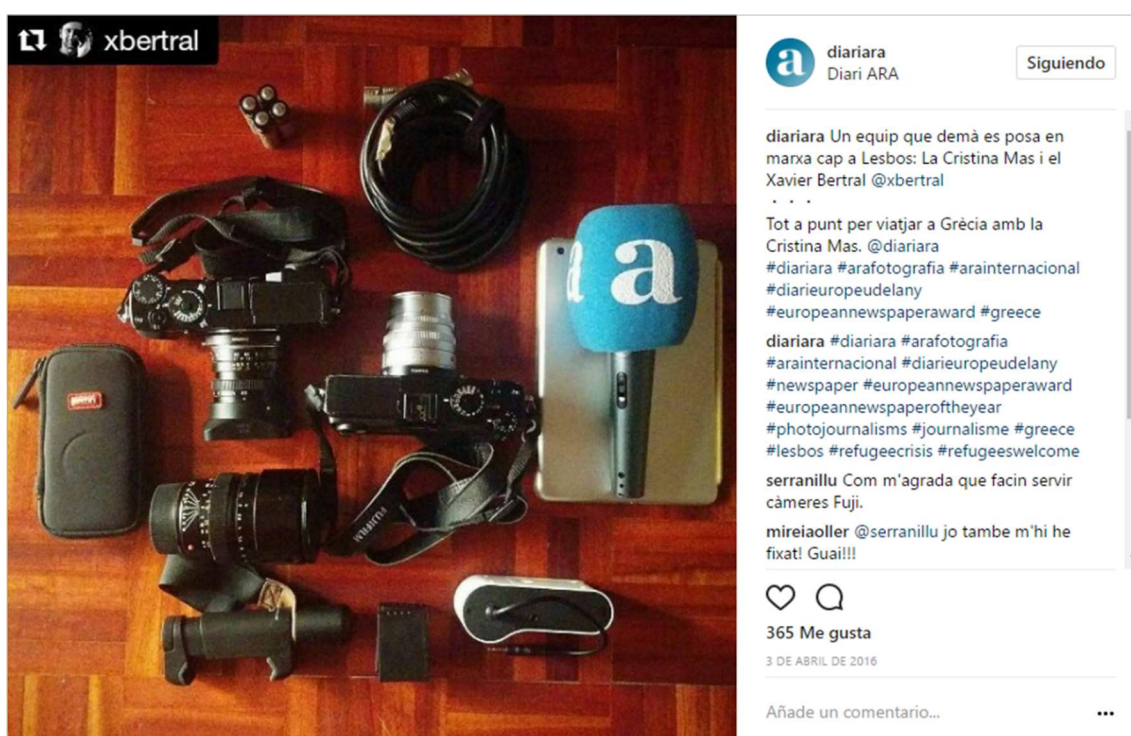 xbertral
a
a
FUJIFILM
a
diariara
Diari ARA
Siguiendo
diariara Un equip que demà es posa en
marxa cap a Lesbos: La Cristina Mas i el
Xavier Bertral @xbertral
. . .
Tot a punt per viatjar a Grècia amb la
Cristina Mas. @diariara
#diariara #arafotografia #arainternacional
#diarieuropeudelany
#europeannewspaperaward #greece
diariara #diariara #arafotografia
#arainternacional #diarieuropeudelany
#newspaper #europeannewspaperaward
#europeannewspaperoftheyear
#photojournalisms #journalisme #greece
#lesbos #refugeecrisis #refugeeswelcome
serranillu Com m'agrada que facin servir
càmeres Fuji.
mireiaoller @serranillu jo tambe m'hi he
fixat! Guai!!!
365 Me gusta
3 DE ABRIL DE 2016
Añade un comentario...